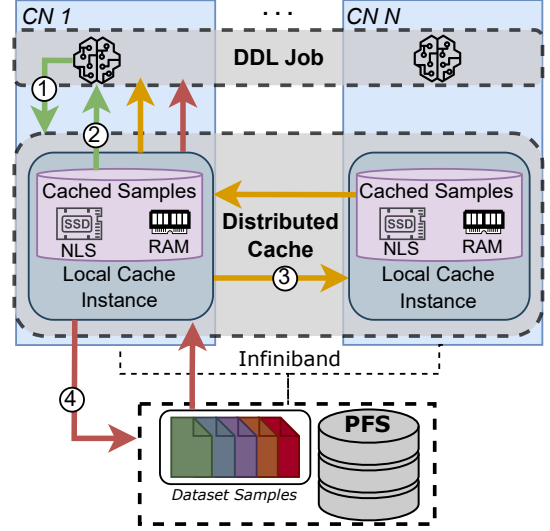 CN 1
. . .
CN N
DDL Job
1
2
Cached Samples
SSD
NLS
RAM
Local Cache
Instance
Distributed
Cache
3
Cached Samples
SSD
NLS
RAM
Local Cache
Instance
Infiniband
4
PFS
Dataset Samples